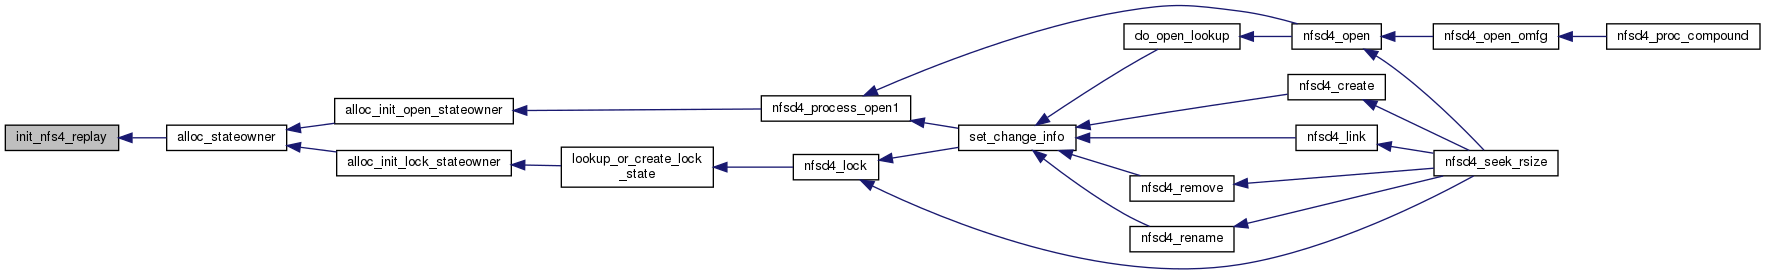 init_nfs4_replay
alloc_stateowner
alloc_init_open_stateowner
alloc_init_lock_stateowner
lookup_or_create_lock
_state
nfsd4_process_open1
nfsd4_lock
set_change_info
do_open_lookup
nfsd4_open
nfsd4_open_omfg
nfsd4_proc_compound
nfsd4_create
nfsd4_link
nfsd4_remove
nfsd4_rename
nfsd4_seek_rsize